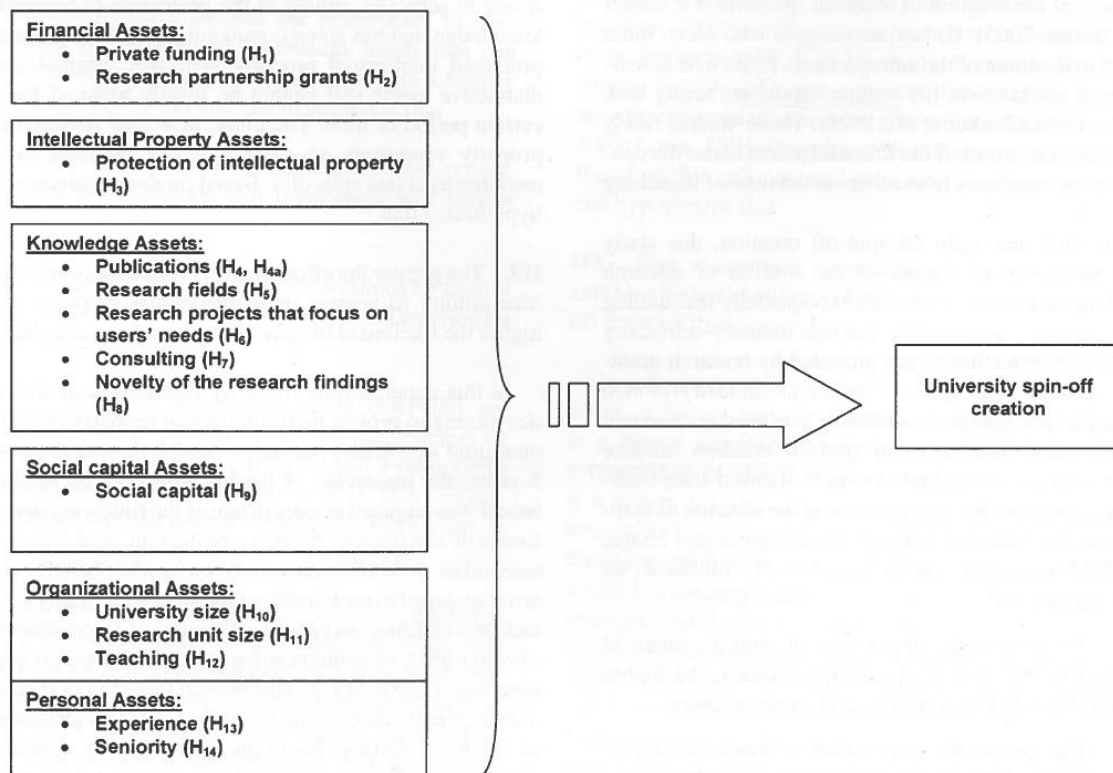 Financial Assets:
• Private funding (H₁)
• Research partnership grants (H₂)
Intellectual Property Assets:
• Protection of intellectual property
(H₃)
Knowledge Assets:
• Publications (H₄, H₄ₐ)
• Research fields (H₅)
• Research projects that focus on
users’ needs (H₆)
• Consulting (H₇)
• Novelty of the research findings
(H₈)
Social capital Assets:
• Social capital (H₉)
Organizational Assets:
• University size (H₁₀)
• Research unit size (H₁₁)
• Teaching (H₁₂)
Personal Assets:
• Experience (H₁₃)
• Seniority (H₁₄)
University spin-off
creation